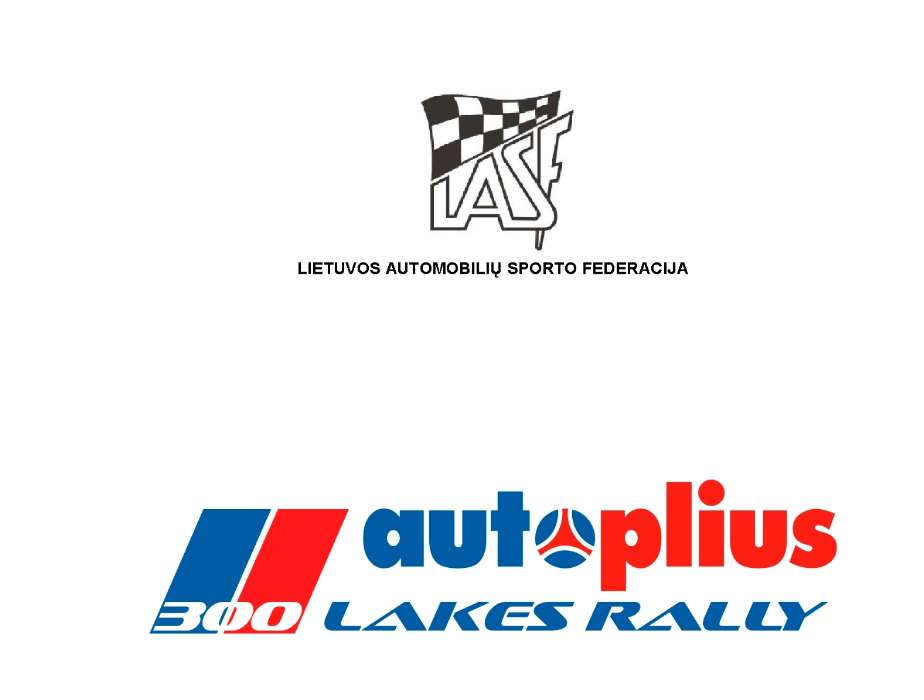 LASF
LIETUVOS AUTOMOBILIŲ SPORTO FEDERACIJA
autoplius
300 LAKES RALLY